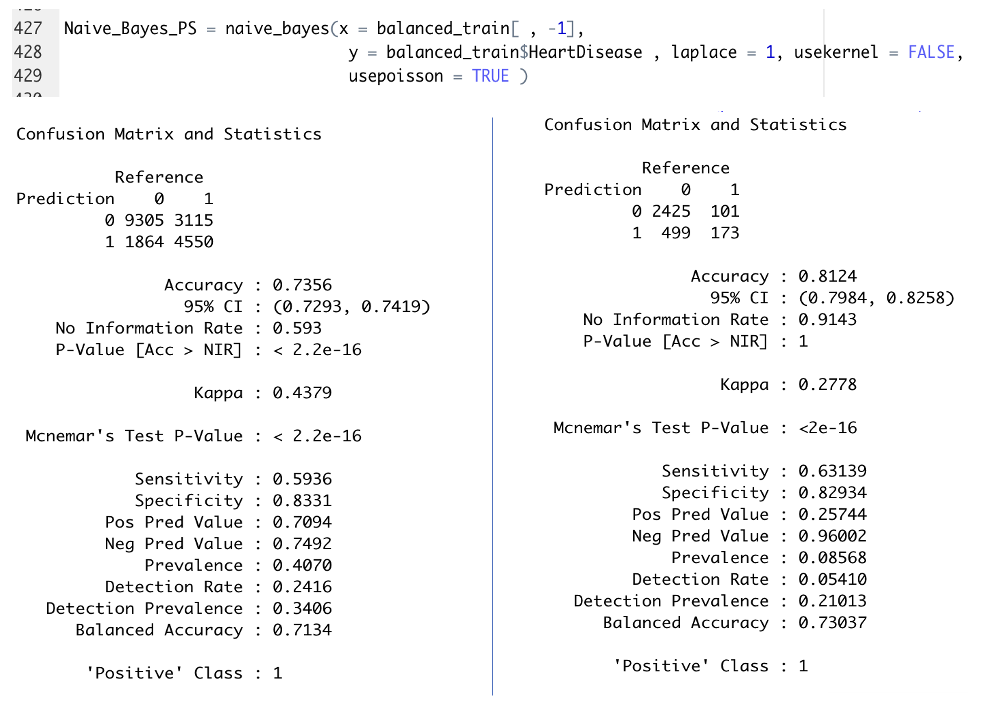 427 Naive_Bayes_PS = naive_bayes(x = balanced_train[ , -1],
428 y = balanced_train$HeartDisease , laplace = 1, usekernel = FALSE,
429 usepoisson = TRUE )
Confusion Matrix and Statistics
Reference
Prediction 0 1
0 9305 3115
1 1864 4550
Accuracy : 0.7356
95% CI : (0.7293, 0.7419)
No Information Rate : 0.593
P-Value [Acc > NIR] : < 2.2e-16
Kappa : 0.4379
Mcnemar's Test P-Value : < 2.2e-16
Sensitivity : 0.5936
Specificity : 0.8331
Pos Pred Value : 0.7094
Neg Pred Value : 0.7492
Prevalence : 0.4070
Detection Rate : 0.2416
Detection Prevalence : 0.3406
Balanced Accuracy : 0.7134
'Positive' Class : 1
Confusion Matrix and Statistics
Reference
Prediction 0 1
0 2425 101
1 499 173
Accuracy : 0.8124
95% CI : (0.7984, 0.8258)
No Information Rate : 0.9143
P-Value [Acc > NIR] : 1
Kappa : 0.2778
Mcnemar's Test P-Value : <2e-16
Sensitivity : 0.63139
Specificity : 0.82934
Pos Pred Value : 0.25744
Neg Pred Value : 0.96002
Prevalence : 0.08568
Detection Rate : 0.05410
Detection Prevalence : 0.21013
Balanced Accuracy : 0.73037
'Positive' Class : 1